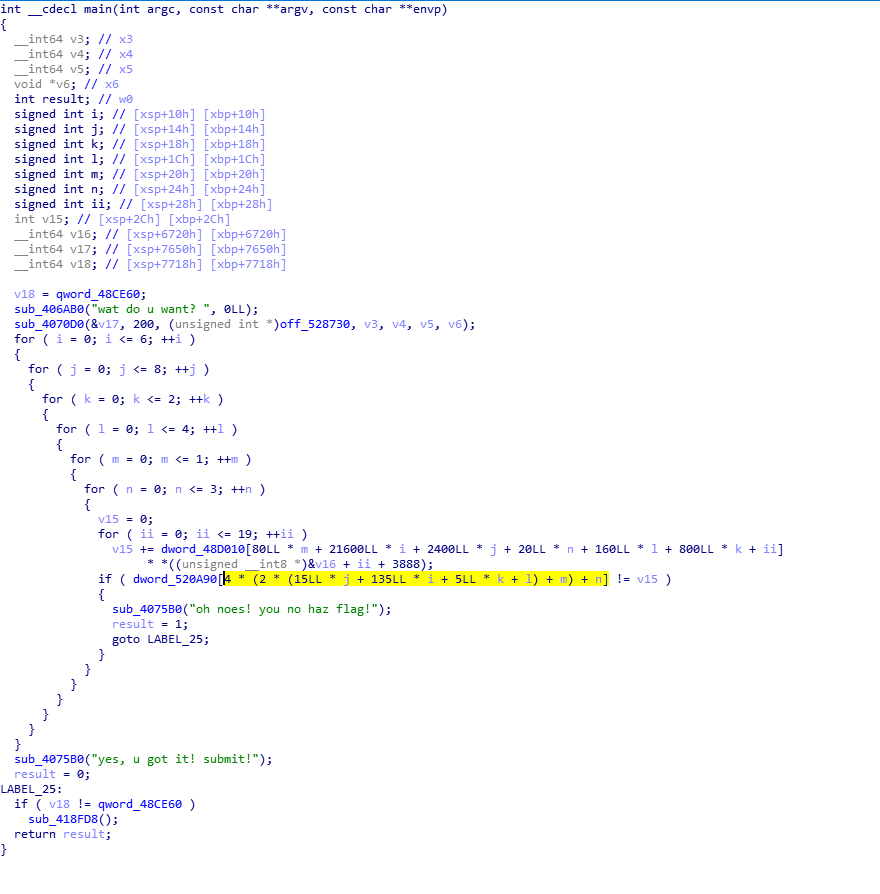 int __cdecl main(int argc, const char **argv, const char **envp)
{
  __int64 v3; // x3
  __int64 v4; // x4
  __int64 v5; // x5
  void *v6; // x6
  int result; // w0
  signed int i; // [xsp+10h] [xbp+10h]
  signed int j; // [xsp+14h] [xbp+14h]
  signed int k; // [xsp+18h] [xbp+18h]
  signed int l; // [xsp+1Ch] [xbp+1Ch]
  signed int m; // [xsp+20h] [xbp+20h]
  signed int n; // [xsp+24h] [xbp+24h]
  signed int ii; // [xsp+28h] [xbp+28h]
  int v15; // [xsp+2Ch] [xbp+2Ch]
  __int64 v16; // [xsp+6720h] [xbp+6720h]
  __int64 v17; // [xsp+7650h] [xbp+7650h]
  __int64 v18; // [xsp+7718h] [xbp+7718h]

  v18 = qword_48CE60;
  sub_406AB0("wat do u want? ", 0LL);
  sub_4070D0(&v17, 200, (unsigned int *)off_528730, v3, v4, v5, v6);
  for ( i = 0; i <= 6; ++i )
  {
    for ( j = 0; j <= 8; ++j )
    {
      for ( k = 0; k <= 2; ++k )
      {
        for ( l = 0; l <= 4; ++l )
        {
          for ( m = 0; m <= 1; ++m )
          {
            for ( n = 0; n <= 3; ++n )
            {
              v15 = 0;
              for ( ii = 0; ii <= 19; ++ii )
                v15 += dword_48D010[80LL * m + 21600LL * i + 2400LL * j + 20LL * n + 160LL * l + 800LL * k + ii]
                     * *((unsigned __int8 *)&v16 + ii + 3888);
              if ( dword_520A90[4 * (2 * (15LL * j + 135LL * i + 5LL * k + l) + m) + n] != v15 )
              {
                sub_4075B0("oh noes! you no haz flag!");
                result = 1;
                goto LABEL_25;
              }
            }
          }
        }
      }
    }
  }
  sub_4075B0("yes, u got it! submit!");
  result = 0;
LABEL_25:
  if ( v18 != qword_48CE60 )
    sub_418FD8();
  return result;
}